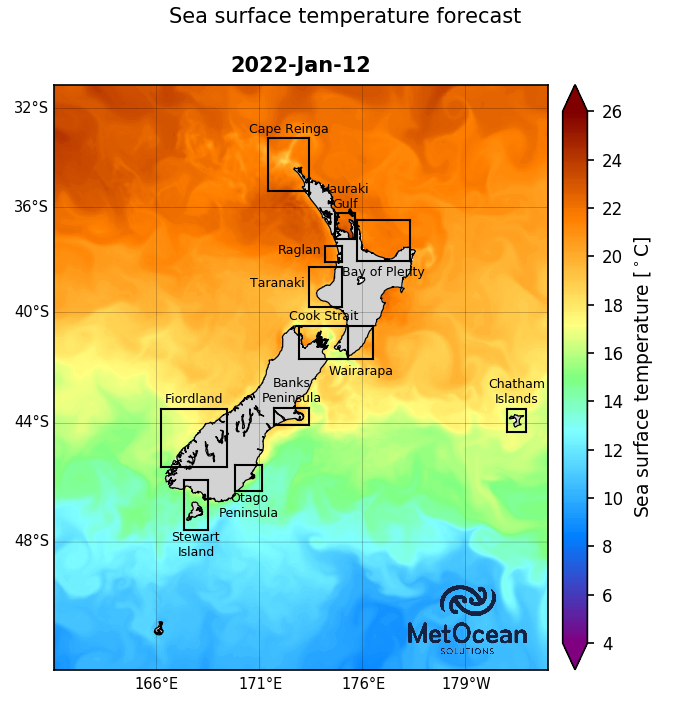 Sea surface temperature forecast
2022-Jan-12
32°S
36°S
40°S
44°S
48°S
166°E
171°E
176°E
179°W
Cape Reinga
Hauraki
Gulf
Raglan
Bay of Plenty
Taranaki
Cook Strait
Wairarapa
Banks
Peninsula
Fiordland
Chatham
Islands
Otago
Peninsula
Stewart
Island
MetOcean
SOLUTIONS
26
24
22
20
18
16
14
12
10
8
6
4
Sea surface temperature [°C]